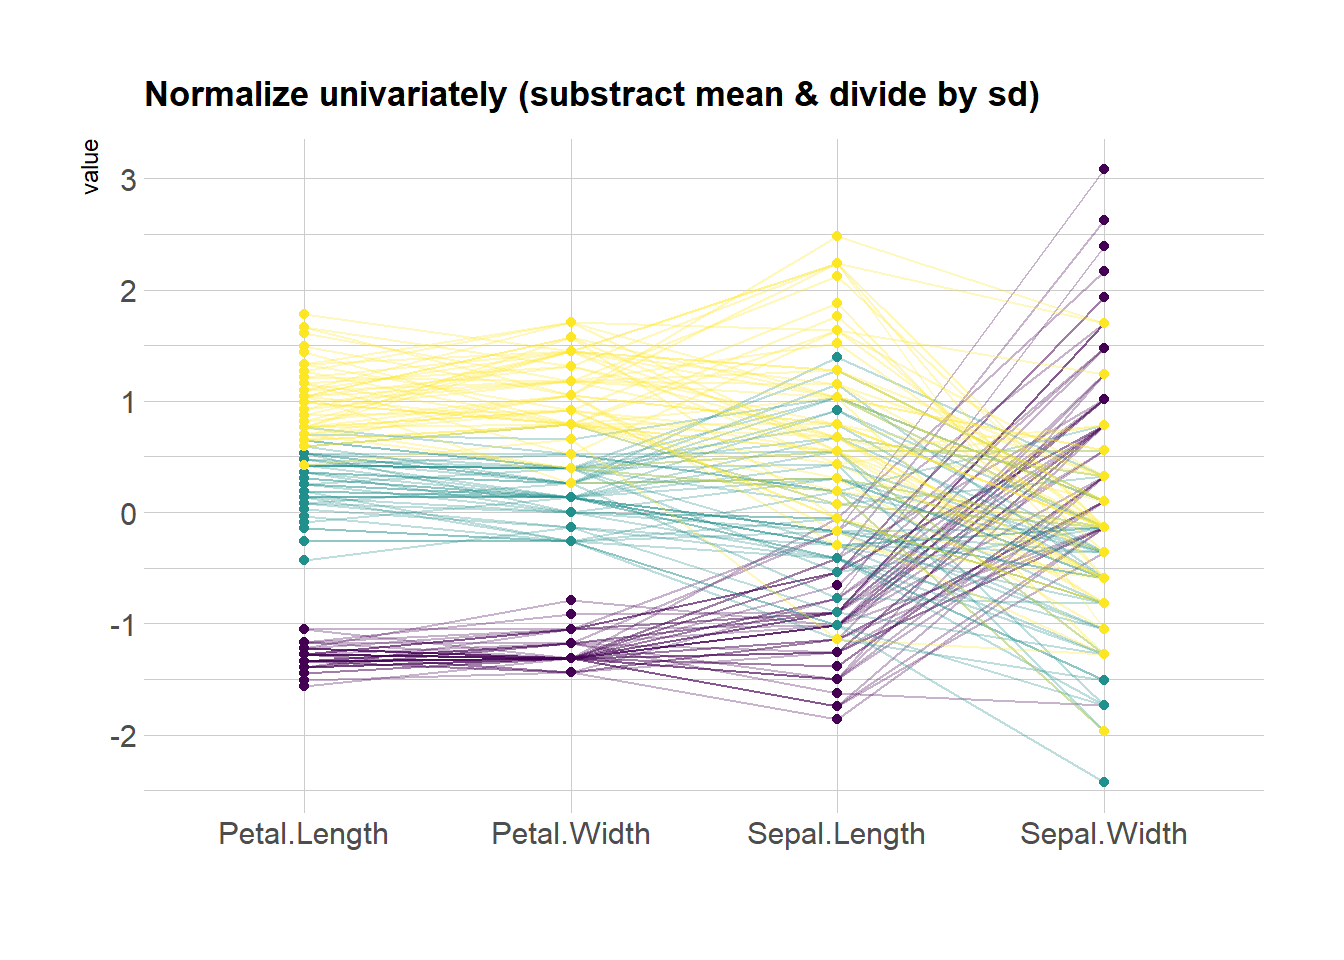 Normalize univariately (substract mean & divide by sd)
value
3
2
1
0
-1
-2
Petal.Length Petal.Width Sepal.Length Sepal.Width